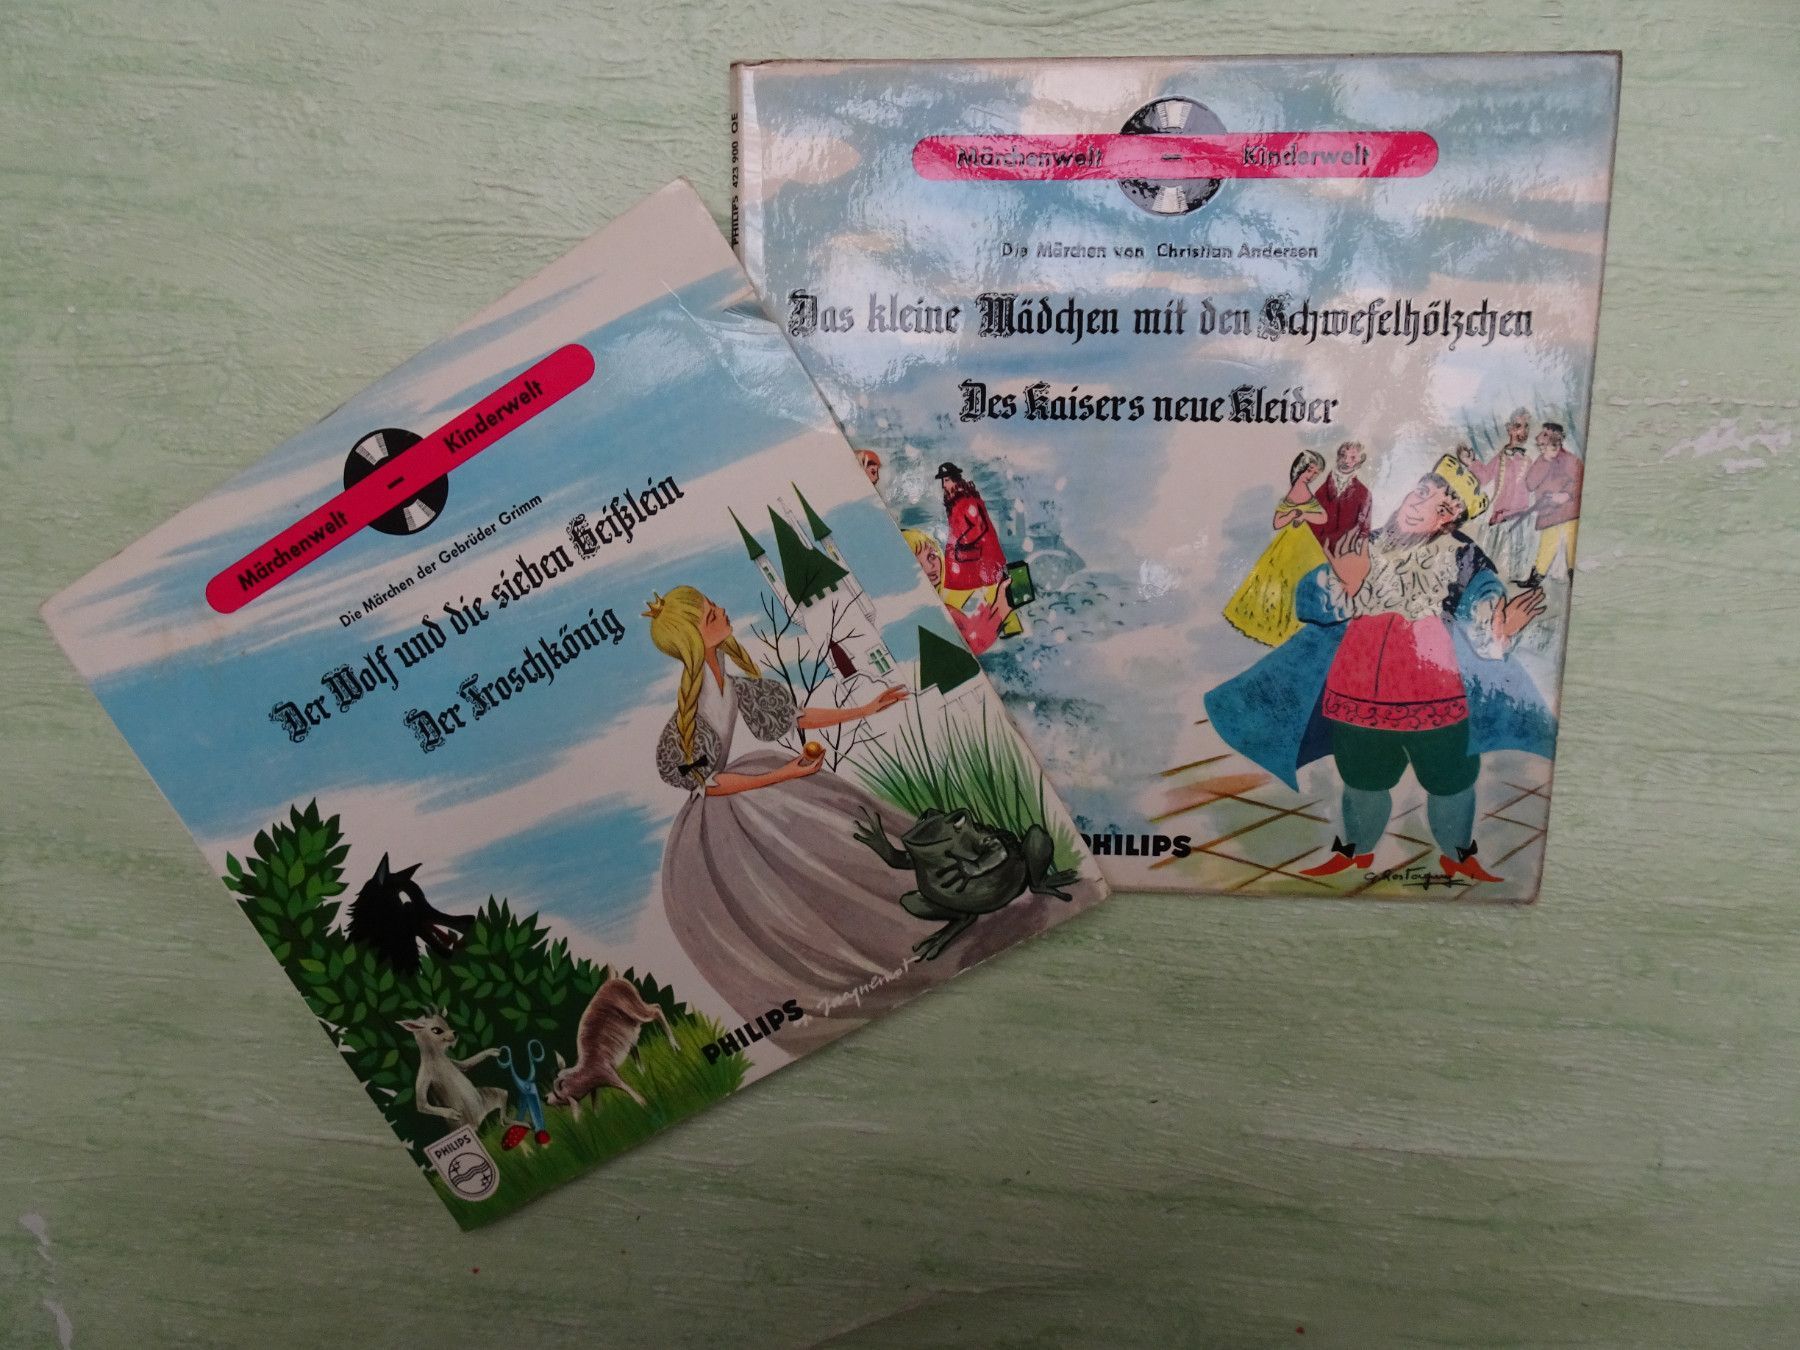 Märchenwelt - Kinderwelt
Die Märchen der Gebrüder Grimm
Der Wolf und die sieben Geißlein
Der Froschkönig
PHILIPS
Jacquemot
PHILIPS
PHILIPS 423 900 QE
Märchenwelt - Kinderwelt
Die Märchen von Christian Andersen
Das kleine Mädchen mit den Schwefelhölzchen
Des Kaisers neue Kleider
PHILIPS